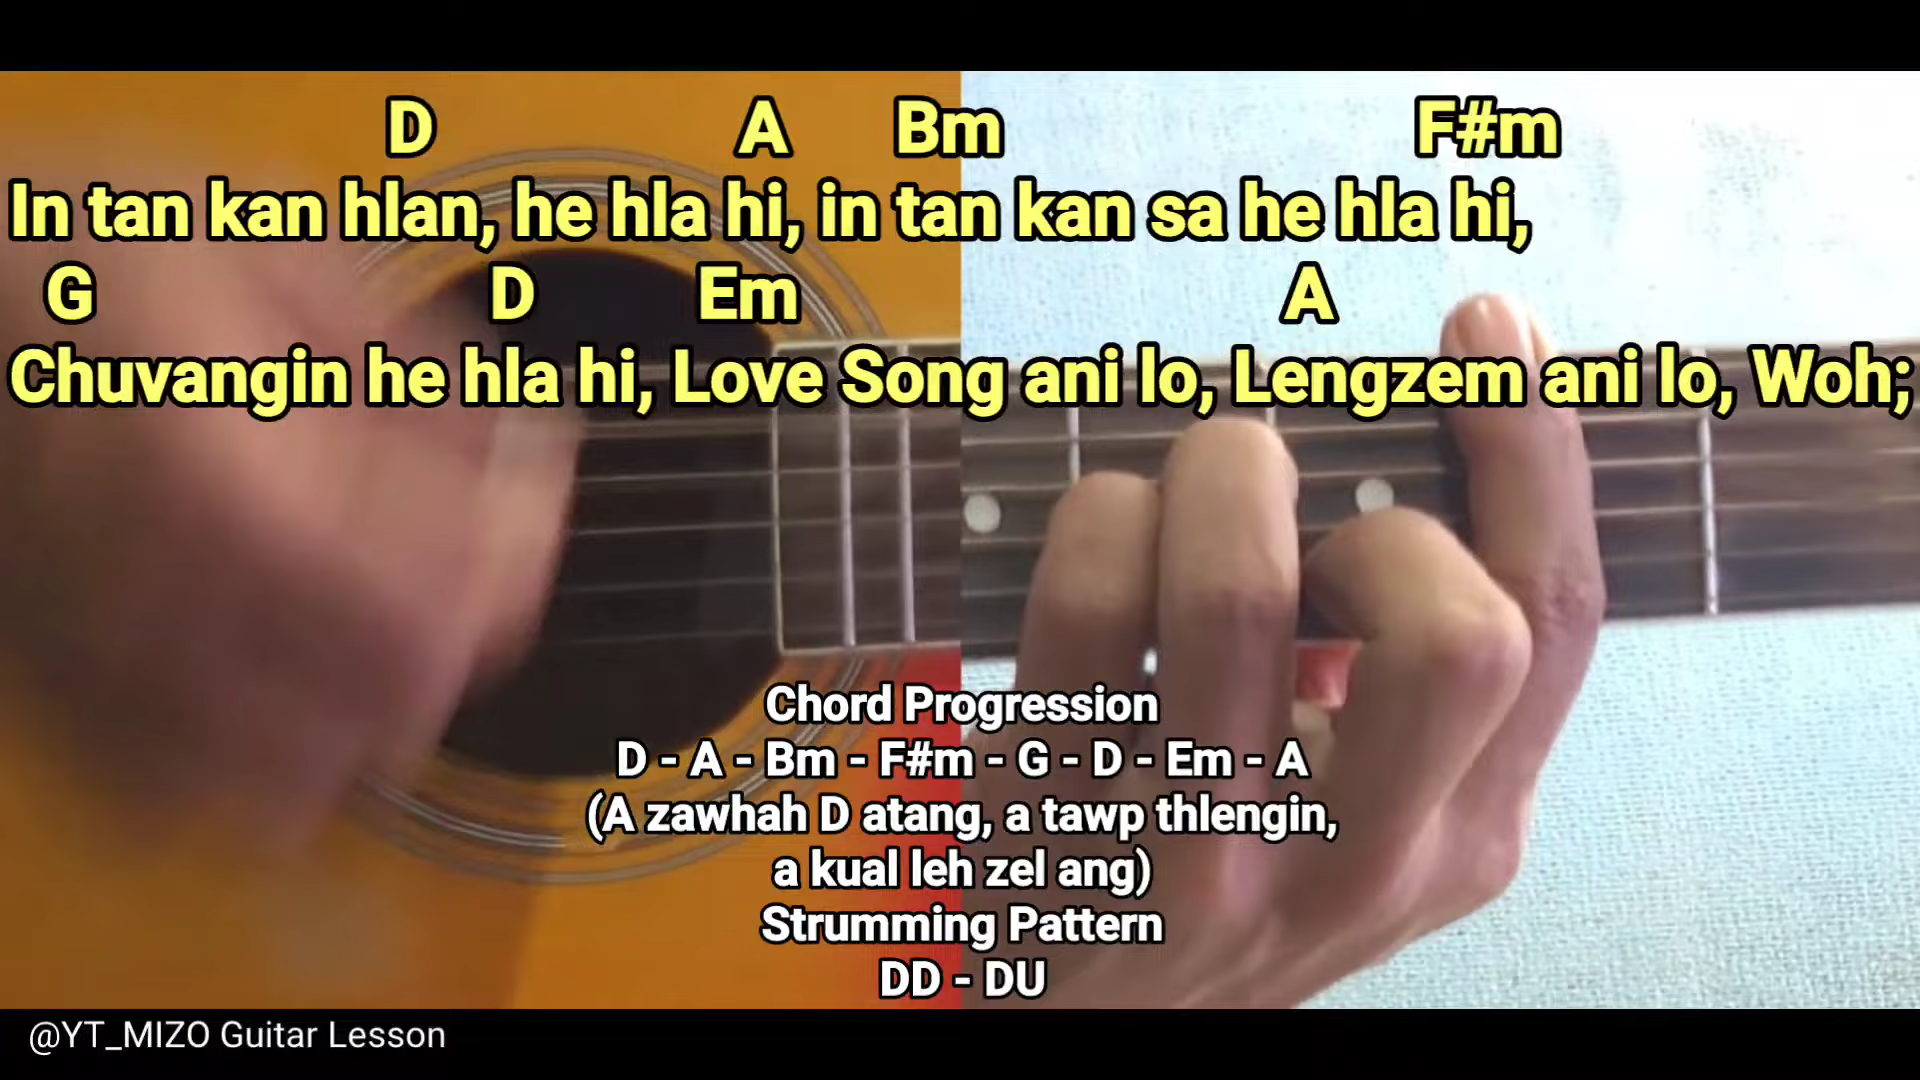 D A Bm F#m
In tan kan hlan, he hla hi, in tan kan sa he hla hi,
G D Em A
Chuvangin he hla hi, Love Song ani lo, Lengzem ani lo, Woh;
Chord Progression
D - A - Bm - F#m - G - D - Em - A
(A zawhah D atang, a tawp thlengin,
a kual leh zel ang)
Strumming Pattern
DD - DU
@YT_MIZO Guitar Lesson